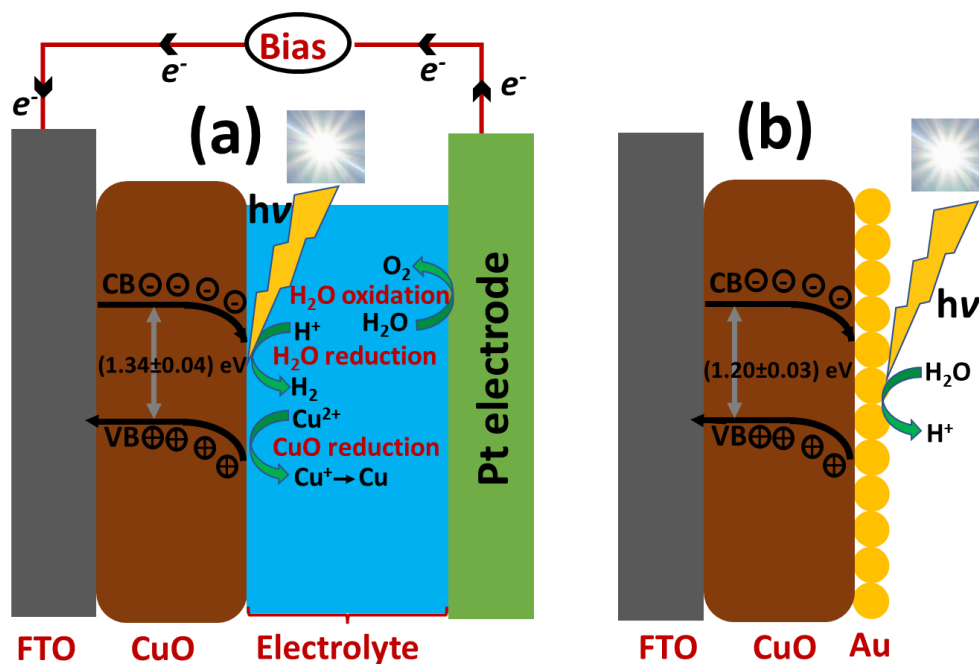 Bias
e⁻
e⁻
e⁻
e⁻
(a)
hν
CB
O₂
H₂O oxidation
H₂O
H⁺
H₂O reduction
(1.34±0.04) eV
H₂
Cu²⁺
VB
CuO reduction
Cu⁺→Cu
Pt electrode
FTO
CuO
Electrolyte
(b)
hν
CB
(1.20±0.03) eV
H₂O
VB
H⁺
FTO
CuO
Au